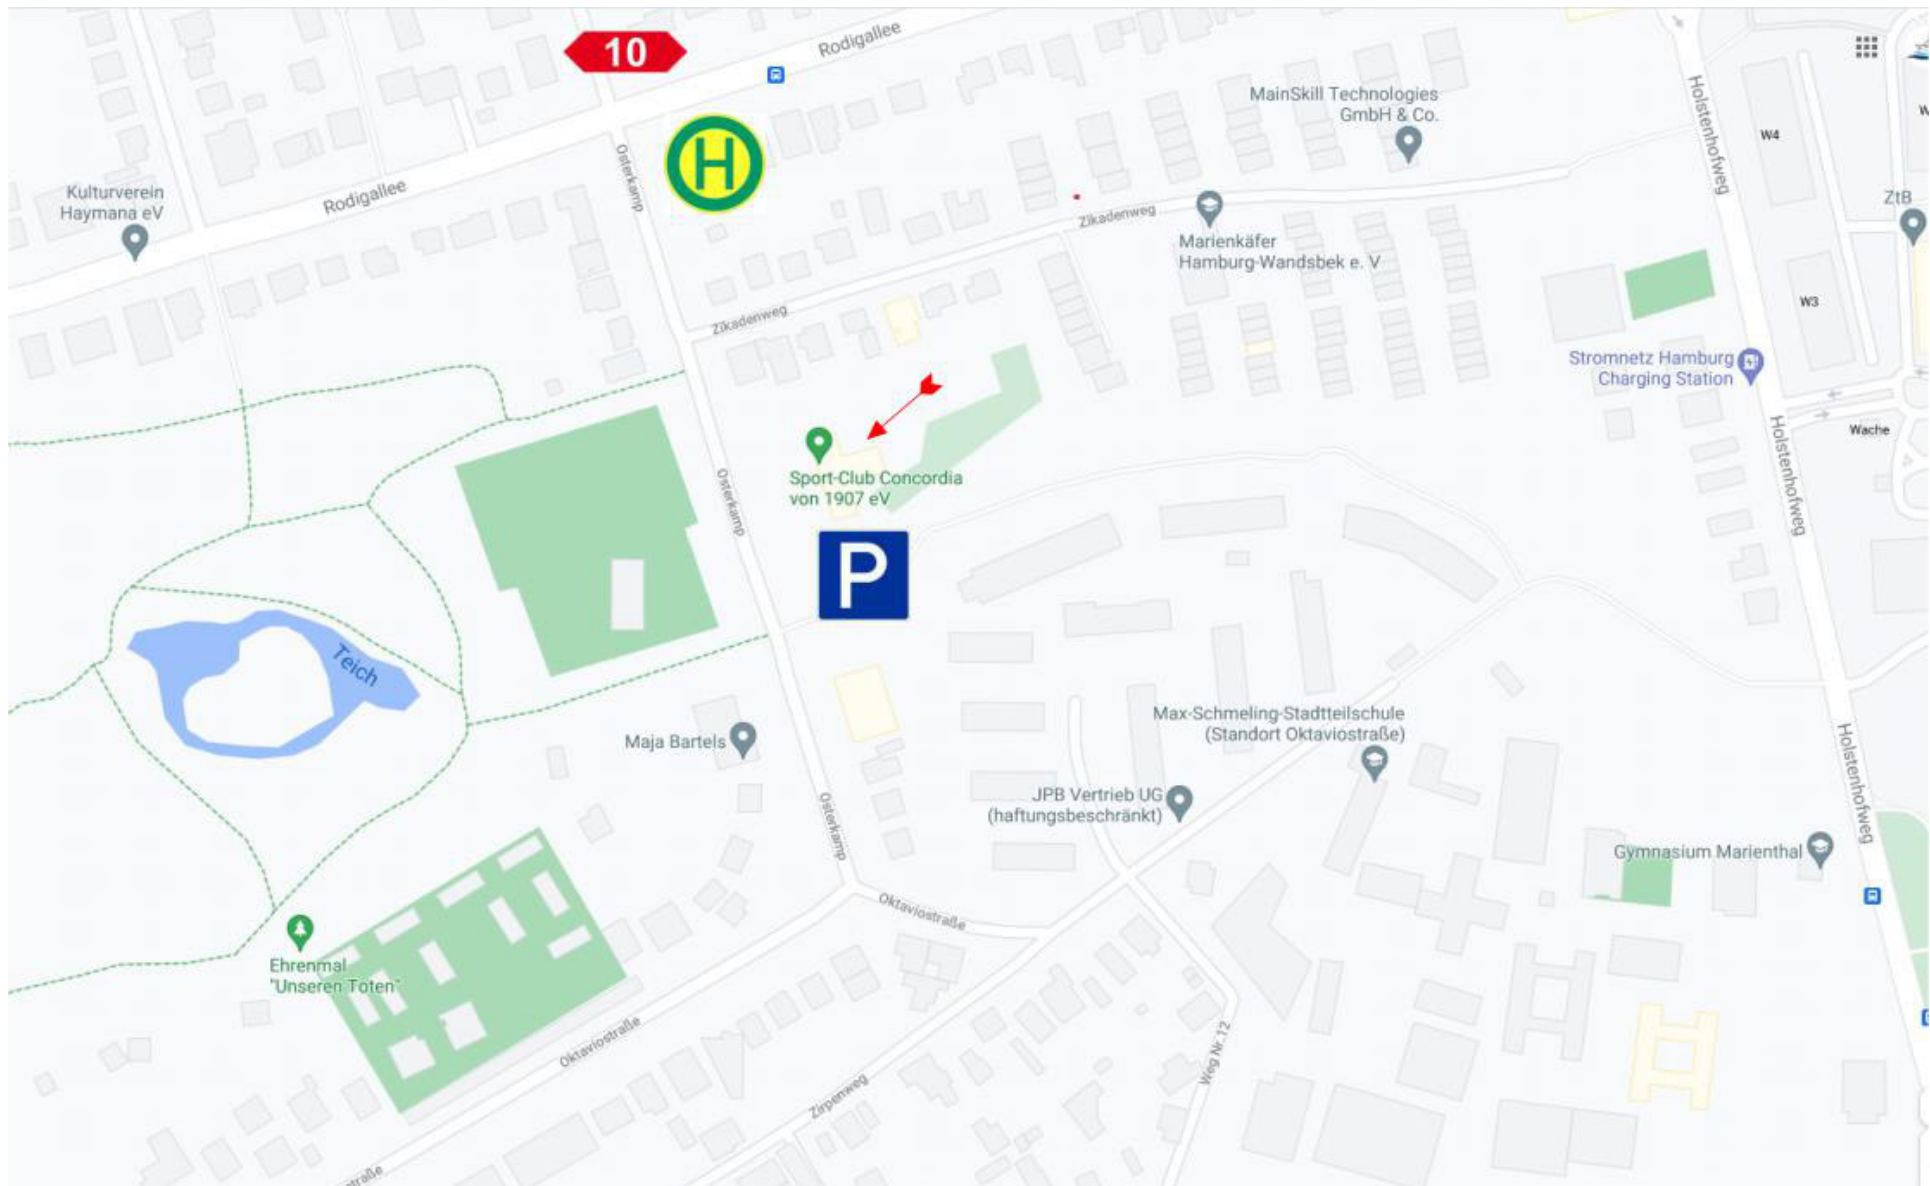 10
Rodigallee
H
Osterkamp
Rodigallee
Kulturverein
Haymana eV
MainSkill Technologies
GmbH & Co.
Holstenhofweg
W4
ZtB
Zikadenweg
Marienkäfer
Hamburg-Wandsbek e. V
W3
Zikadenweg
Stromnetz Hamburg
Charging Station
Wache
Holstenhofweg
Osterkamp
Sport-Club Concordia
von 1907 eV
P
Teich
Maja Bartels
Max-Schmeling-Stadtteilschule
(Standort Oktaviostraße)
Holstenhofweg
JPB Vertrieb UG
(haftungsbeschränkt)
Osterkamp
Gymnasium Marienthal
Oktaviostraße
Ehrenmal
"Unseren Toten"
Oktaviostraße
Weg Nr. 12
Zirpenweg
traße